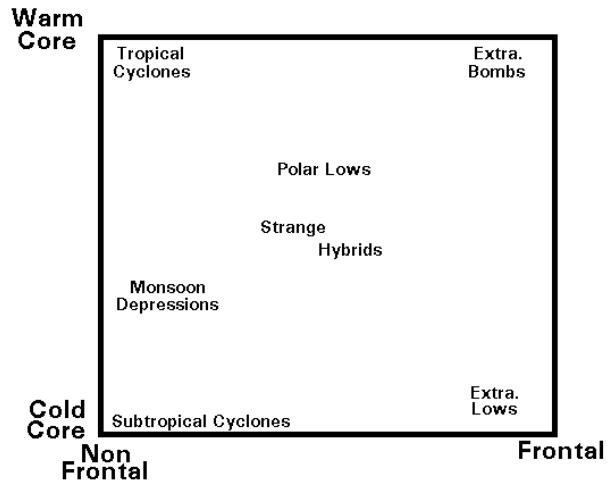 Warm
Core
Tropical
Cyclones
Extra.
Bombs
Polar Lows
Strange
Hybrids
Monsoon
Depressions
Extra.
Lows
Cold
Core
Subtropical Cyclones
Non
Frontal
Frontal